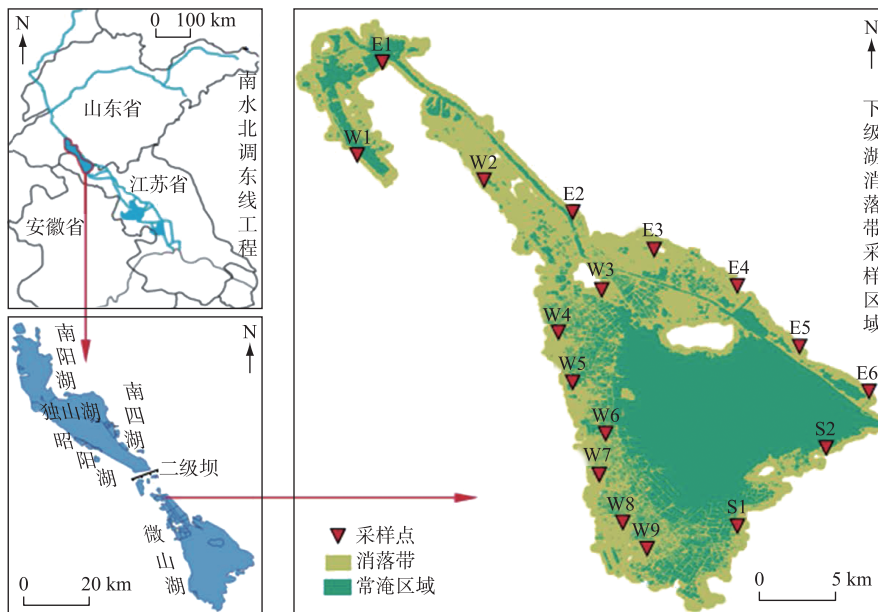 N
0 100 km
山东省
江苏省
安徽省
南水北调东线工程
N
南阳湖
独山湖
南四湖
昭阳湖
二级坝
微山湖
0 20 km
N
下级湖消落带采样区域
E1
W1
W2
E2
E3
W3
E4
W4
E5
W5
E6
W6
S2
W7
W8
S1
W9
采样点
消落带
常淹区域
0 5 km